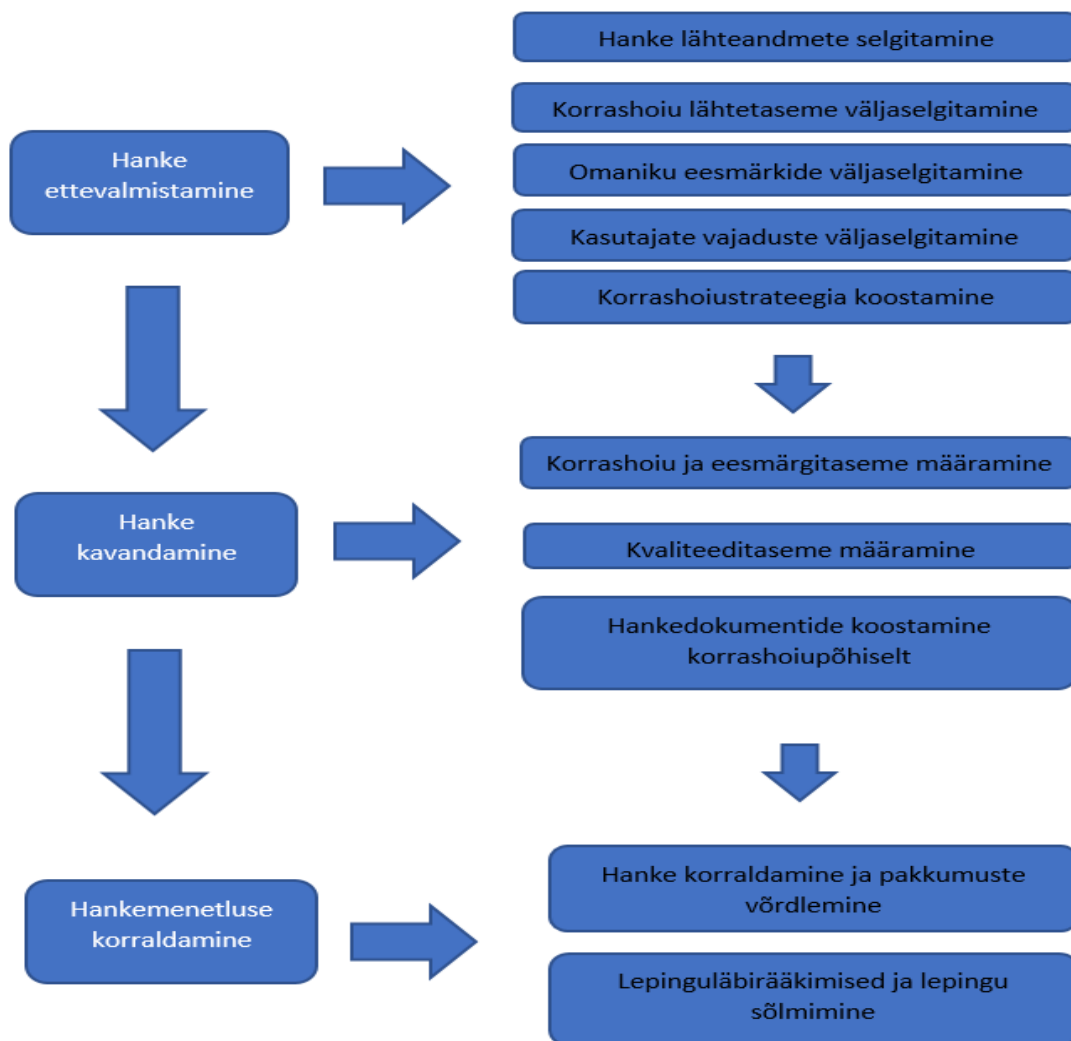 Hanke
ettevalmistamine
Hanke lähteandmete selgitamine
Korrashoiu lähtetaseme väljaselgitamine
Omaniku eesmärkide väljaselgitamine
Kasutajate vajaduste väljaselgitamine
Korrashoiustrateegia koostamine
Hanke
kavandamine
Korrashoiu ja eesmärgitaseme määramine
Kvaliteeditaseme määramine
Hankedokumentide koostamine
korrashoiupõhiselt
Hankemenetluse
korraldamine
Hanke korraldamine ja pakkumuste
võrdlemine
Lepinguläbirääkimised ja lepingu
sõlmimine